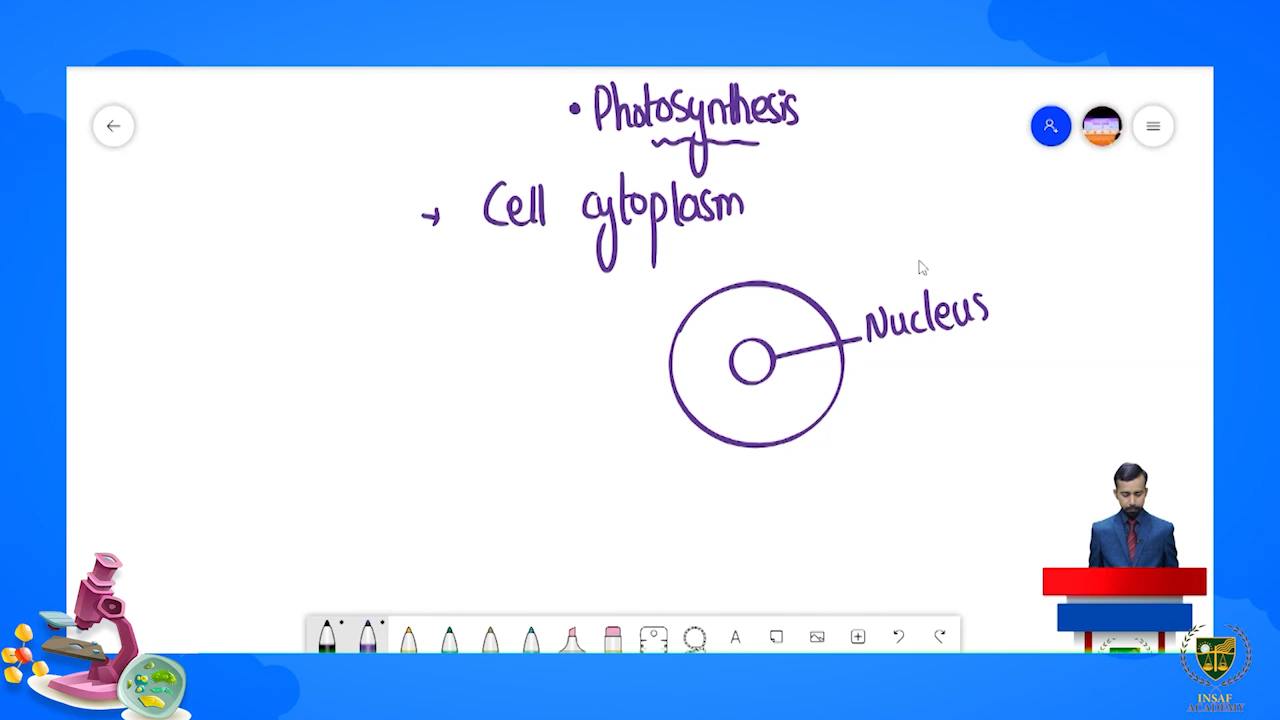 • Photosynthesis
→ Cell cytoplasm
Nucleus
A
INSAF
ACADEMY